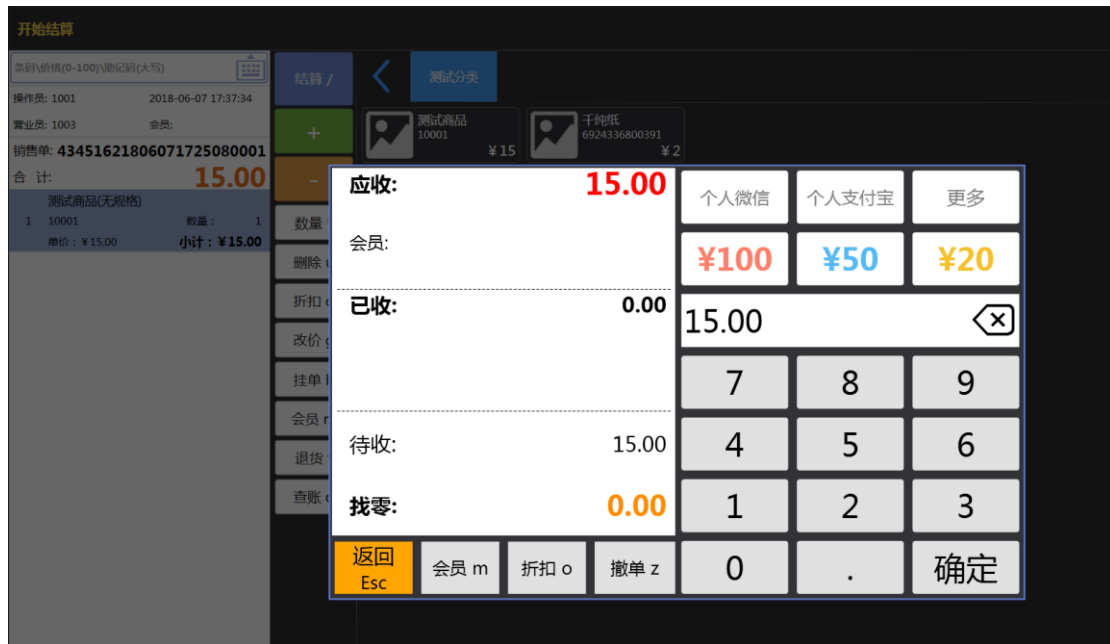 开始结算
条码\价格(0-100)\助记码(大写)
操作员: 1001 2018-06-07 17:37:34
营业员: 1003 会员:
销售单: 43451621806071725080001
合 计: 15.00
测试商品(无规格)
1 10001 数量： 1
单价：¥15.00 小计：¥15.00
结算 /
+
-
数量
删除
折扣
改价
挂单
会员
退货
查账
测试分类
测试商品
10001
¥15
千纯纸
6924336800391
¥2
应收: 15.00
会员:
已收: 0.00
待收: 15.00
找零: 0.00
返回
Esc
会员 m
折扣 o
撤单 z
个人微信 个人支付宝 更多
¥100 ¥50 ¥20
15.00
7 8 9
4 5 6
1 2 3
0 . 确定